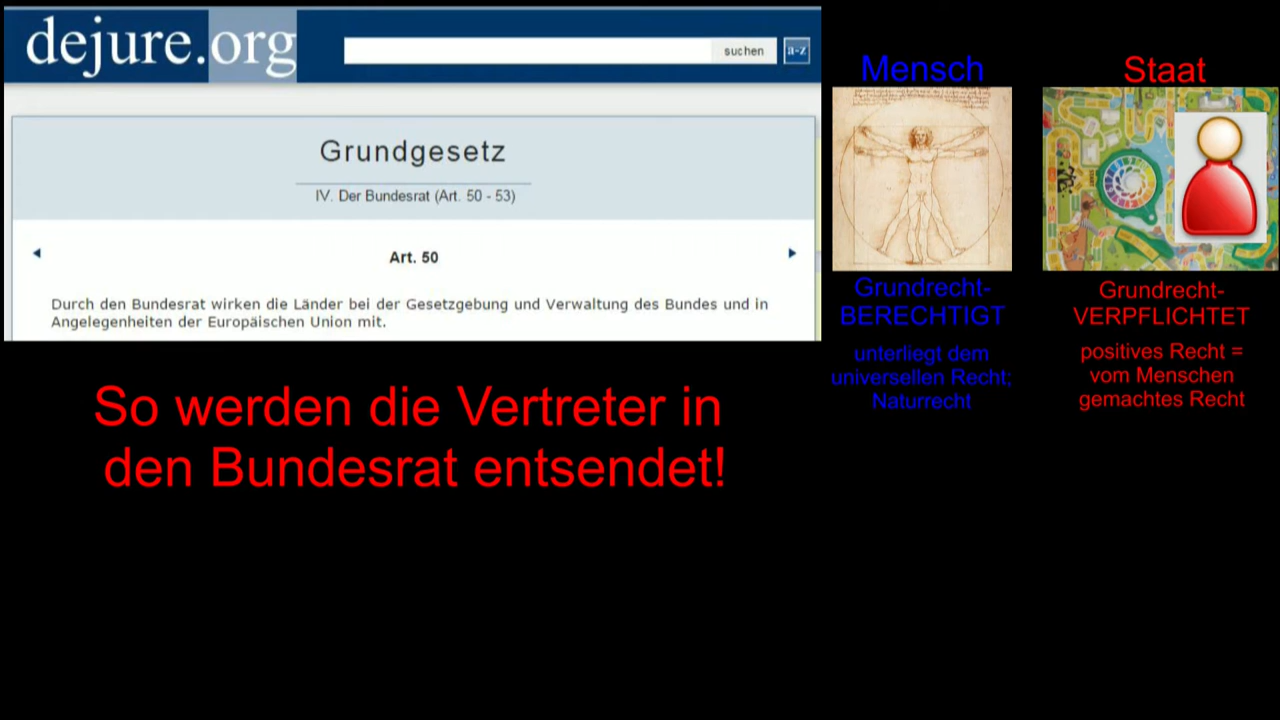 dejure.org
suchen
a-z
Grundgesetz
IV. Der Bundesrat (Art. 50 - 53)
Art. 50
Durch den Bundesrat wirken die Länder bei der Gesetzgebung und Verwaltung des Bundes und in
Angelegenheiten der Europäischen Union mit.
So werden die Vertreter in
den Bundesrat entsendet!
Mensch
Grundrecht-
BERECHTIGT
unterliegt dem
universellen Recht;
Naturrecht
Staat
Grundrecht-
VERPFLICHTET
positives Recht =
vom Menschen
gemachtes Recht